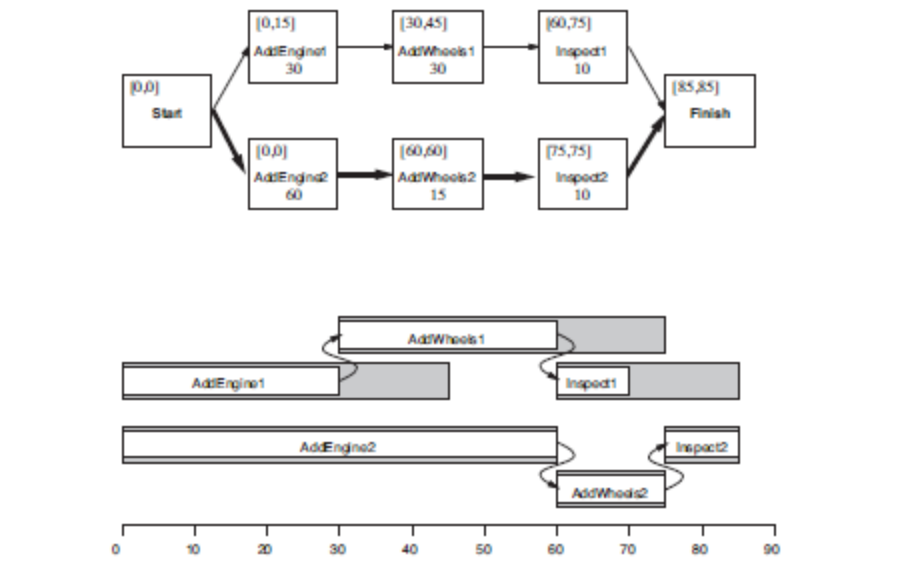 [0,15]
AddEngine1
30
[30,45]
AddWheels1
30
[60,75]
Inspect1
10
[0,0]
Start
[85,85]
Finish
[0,0]
AddEngine2
60
[60,60]
AddWheels2
15
[75,75]
Inspect2
10
AddWheels1
AddEngine1
Inspect1
AddEngine2
Inspect2
AddWheels2
0 10 20 30 40 50 60 70 80 90